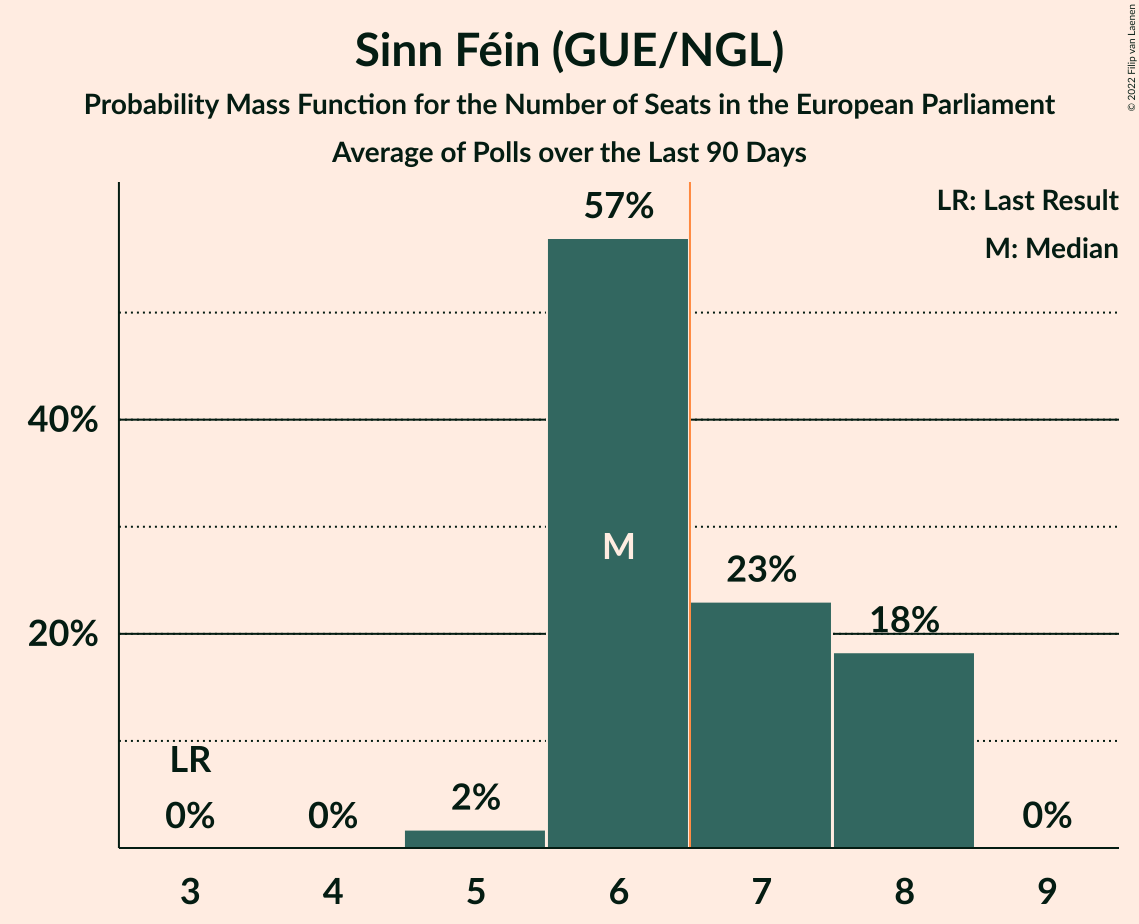 Sinn Féin (GUE/NGL)
Probability Mass Function for the Number of Seats in the European Parliament
Average of Polls over the Last 90 Days
© 2022 Filip van Laenen
LR: Last Result
M: Median
57%
40%
M
23%
18%
20%
LR
2%
0%
0%
0%
3 4 5 6 7 8 9